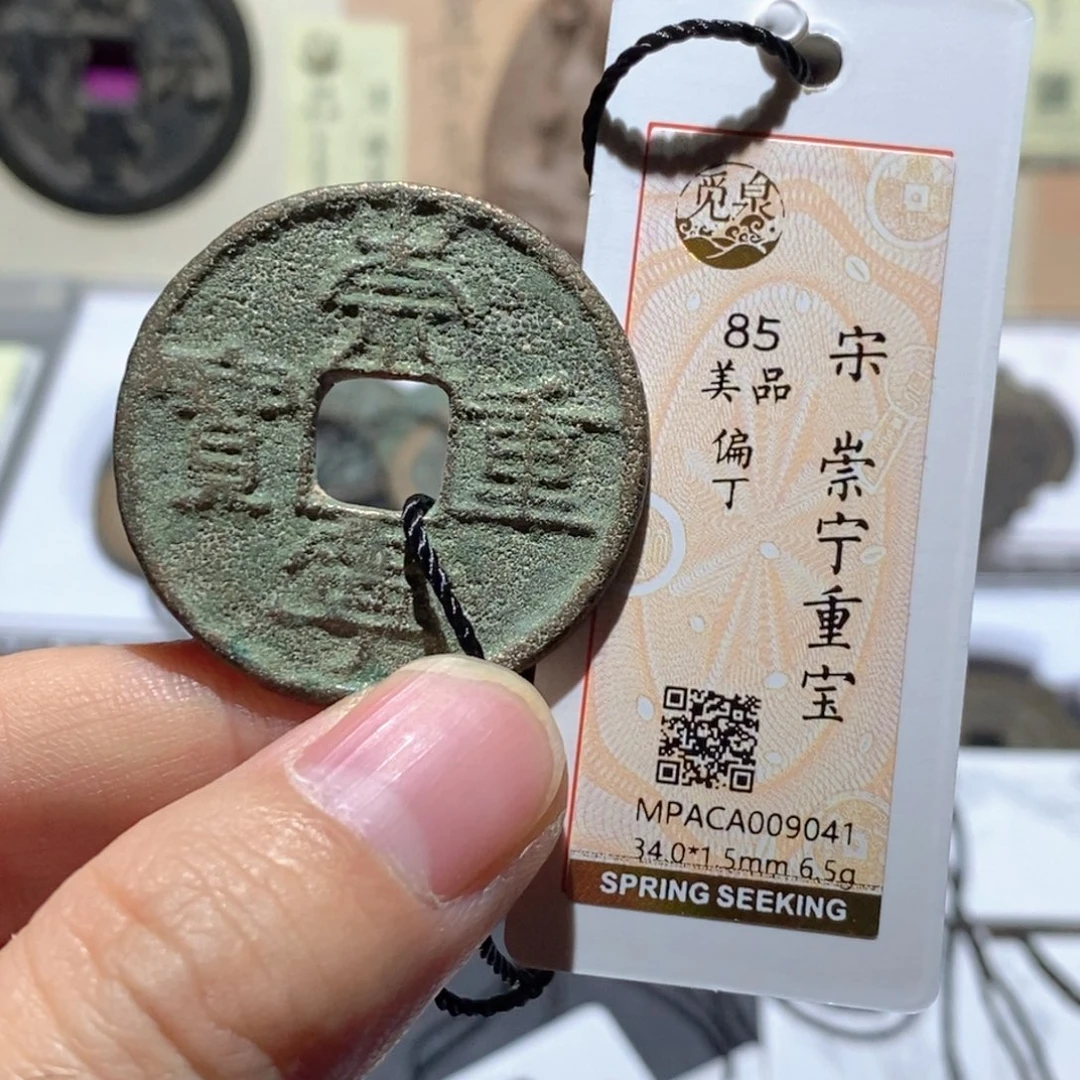 崇
重
寶
寧
觅泉
85
美品
偏
丁
宋
崇宁重宝
MPACA009041
34.0*1.5mm 6.5g
SPRING SEEKING